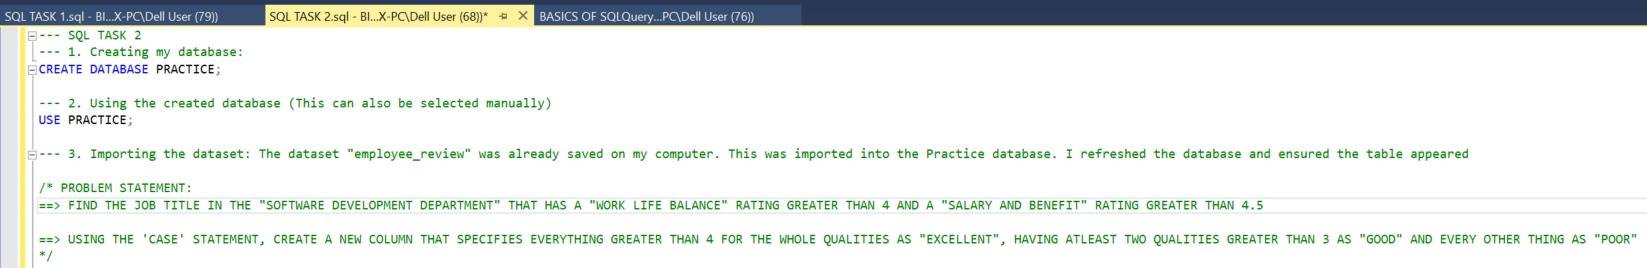 SQL TASK 1.sql - BI...X-PC\Dell User (79)) SQL TASK 2.sql - BI...X-PC\Dell User (68))* BASICS OF SQLQuery...PC\Dell User (76))
--- SQL TASK 2
--- 1. Creating my database:
CREATE DATABASE PRACTICE;
--- 2. Using the created database (This can also be selected manually)
USE PRACTICE;
--- 3. Importing the dataset: The dataset "employee_review" was already saved on my computer. This was imported into the Practice database. I refreshed the database and ensured the table appeared
/* PROBLEM STATEMENT:
==> FIND THE JOB TITLE IN THE "SOFTWARE DEVELOPMENT DEPARTMENT" THAT HAS A "WORK LIFE BALANCE" RATING GREATER THAN 4 AND A "SALARY AND BENEFIT" RATING GREATER THAN 4.5
==> USING THE 'CASE' STATEMENT, CREATE A NEW COLUMN THAT SPECIFIES EVERYTHING GREATER THAN 4 FOR THE WHOLE QUALITIES AS "EXCELLENT", HAVING ATLEAST TWO QUALITIES GREATER THAN 3 AS "GOOD" AND EVERY OTHER THING AS "POOR"
*/